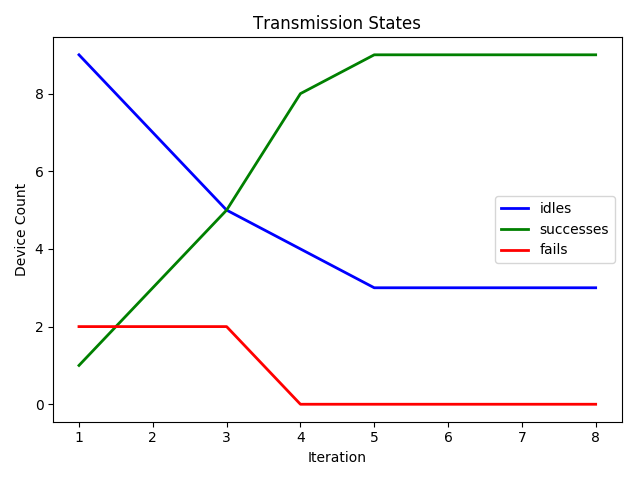 Transmission States
Device Count
8
6
4
2
0
idles
successes
fails
1 2 3 4 5 6 7 8
Iteration